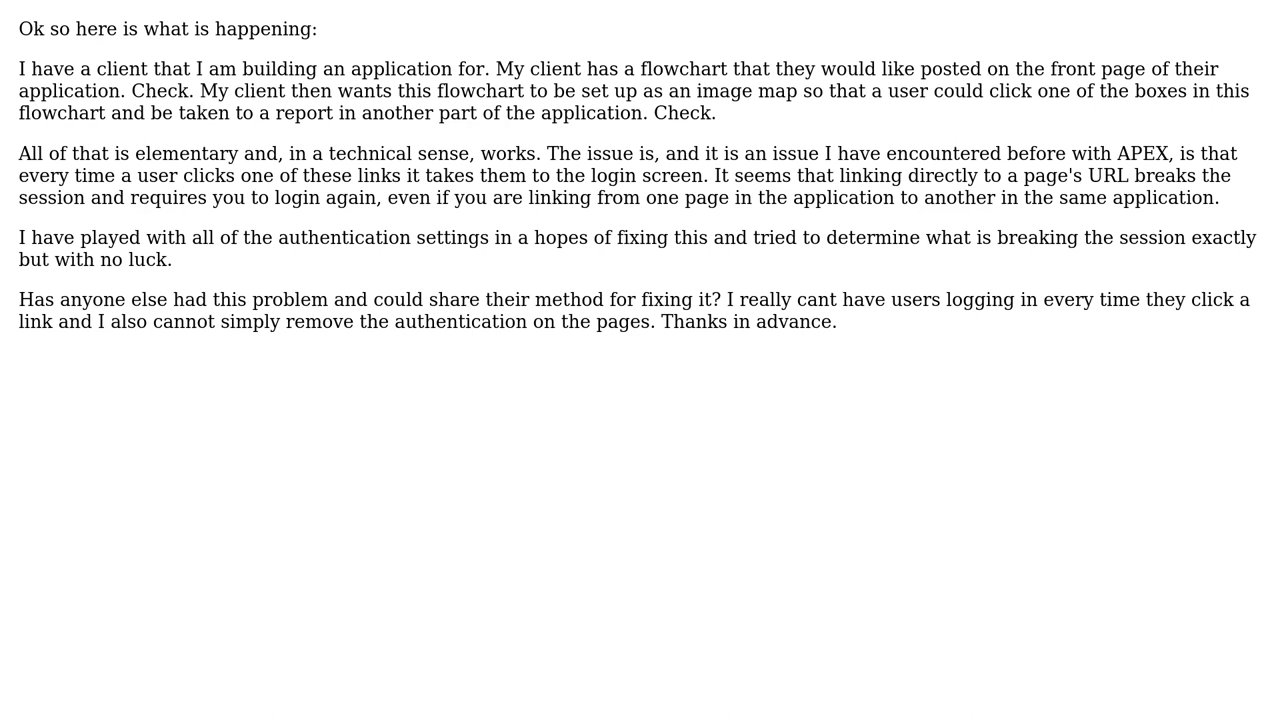 Ok so here is what is happening:
I have a client that I am building an application for. My client has a flowchart that they would like posted on the front page of their
application. Check. My client then wants this flowchart to be set up as an image map so that a user could click one of the boxes in this
flowchart and be taken to a report in another part of the application. Check.
All of that is elementary and, in a technical sense, works. The issue is, and it is an issue I have encountered before with APEX, is that
every time a user clicks one of these links it takes them to the login screen. It seems that linking directly to a page's URL breaks the
session and requires you to login again, even if you are linking from one page in the application to another in the same application.
I have played with all of the authentication settings in a hopes of fixing this and tried to determine what is breaking the session exactly
but with no luck.
Has anyone else had this problem and could share their method for fixing it? I really cant have users logging in every time they click a
link and I also cannot simply remove the authentication on the pages. Thanks in advance.